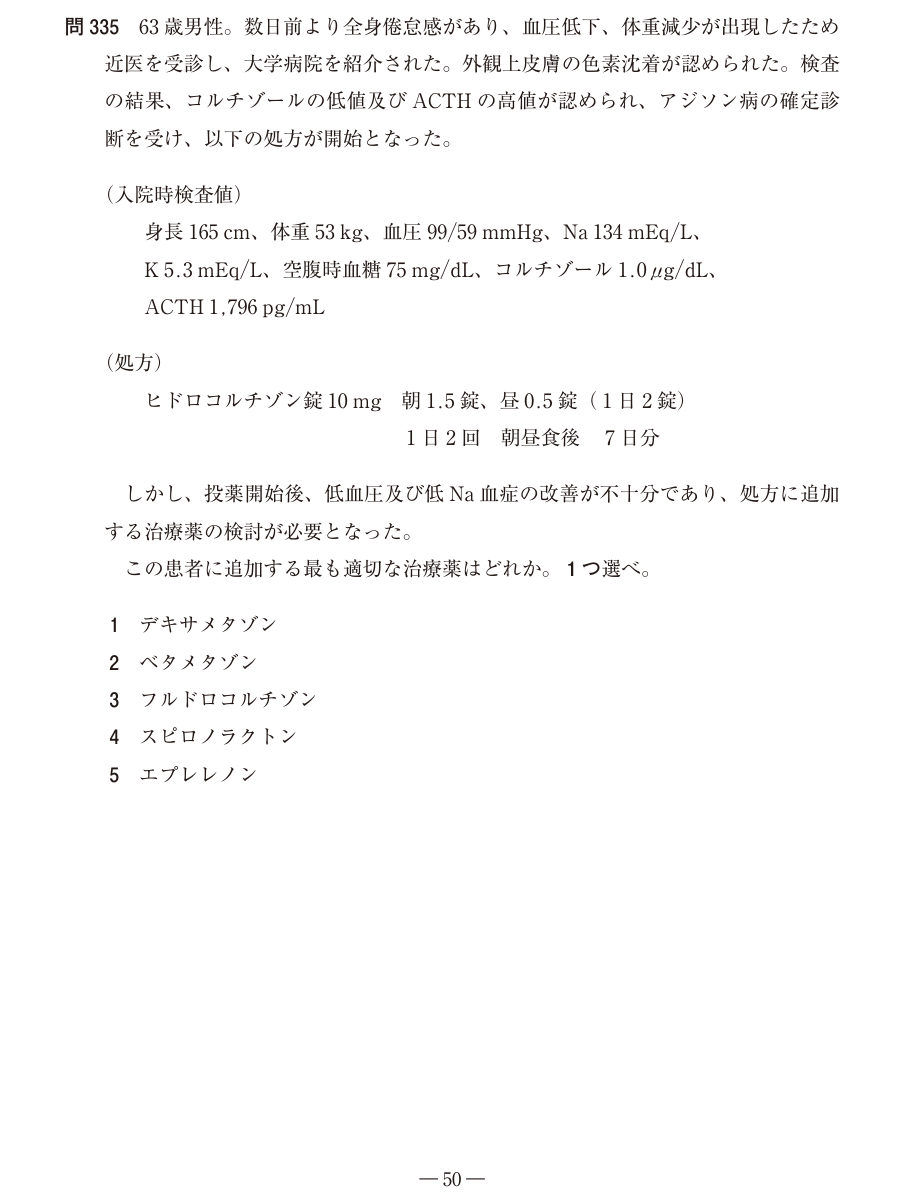 問 335 63 歳男性。数日前より全身倦怠感があり、血圧低下、体重減少が出現したため
近医を受診し、大学病院を紹介された。外観上皮膚の色素沈着が認められた。検査
の結果、コルチゾールの低値及び ACTH の高値が認められ、アジソン病の確定診
断を受け、以下の処方が開始となった。
（入院時検査値）
身長 165 cm、体重 53 kg、血圧 99/59 mmHg、Na 134 mEq/L、
K 5.3 mEq/L、空腹時血糖 75 mg/dL、コルチゾール 1.0 μg/dL、
ACTH 1,796 pg/mL
（処方）
ヒドロコルチゾン錠 10 mg 朝 1.5 錠、昼 0.5 錠（1 日 2 錠）
1 日 2 回 朝昼食後 7 日分
しかし、投薬開始後、低血圧及び低 Na 血症の改善が不十分であり、処方に追加
する治療薬の検討が必要となった。
この患者に追加する最も適切な治療薬はどれか。1 つ選べ。
1 デキサメタゾン
2 ベタメタゾン
3 フルドロコルチゾン
4 スピロノラクトン
5 エプレレノン
― 50 ―